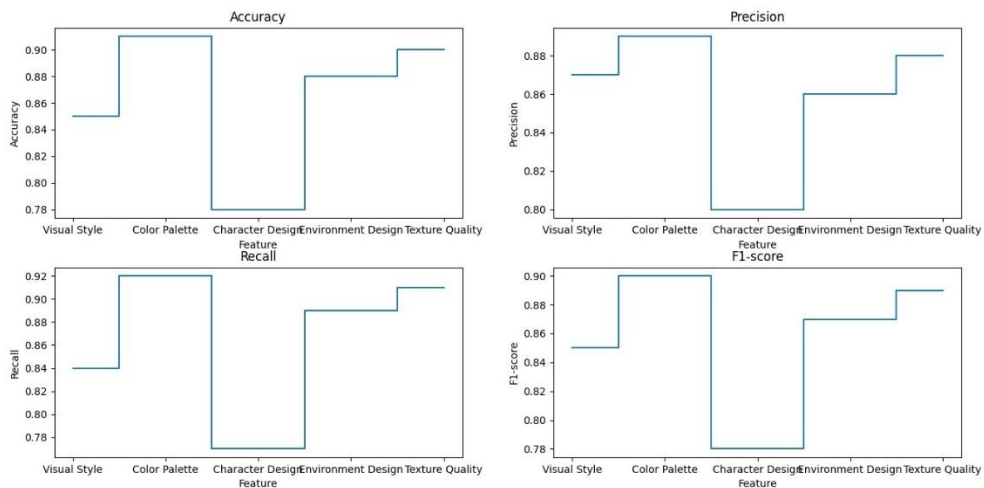 Accuracy
Accuracy
0.90
0.88
0.86
0.84
0.82
0.80
0.78
Visual Style Color Palette Character Design Environment Design Texture Quality
Feature
Precision
Precision
0.88
0.86
0.84
0.82
0.80
Visual Style Color Palette Character Design Environment Design Texture Quality
Feature
Recall
Recall
0.92
0.90
0.88
0.86
0.84
0.82
0.80
0.78
Visual Style Color Palette Character Design Environment Design Texture Quality
Feature
F1-score
F1-score
0.90
0.88
0.86
0.84
0.82
0.80
0.78
Visual Style Color Palette Character Design Environment Design Texture Quality
Feature